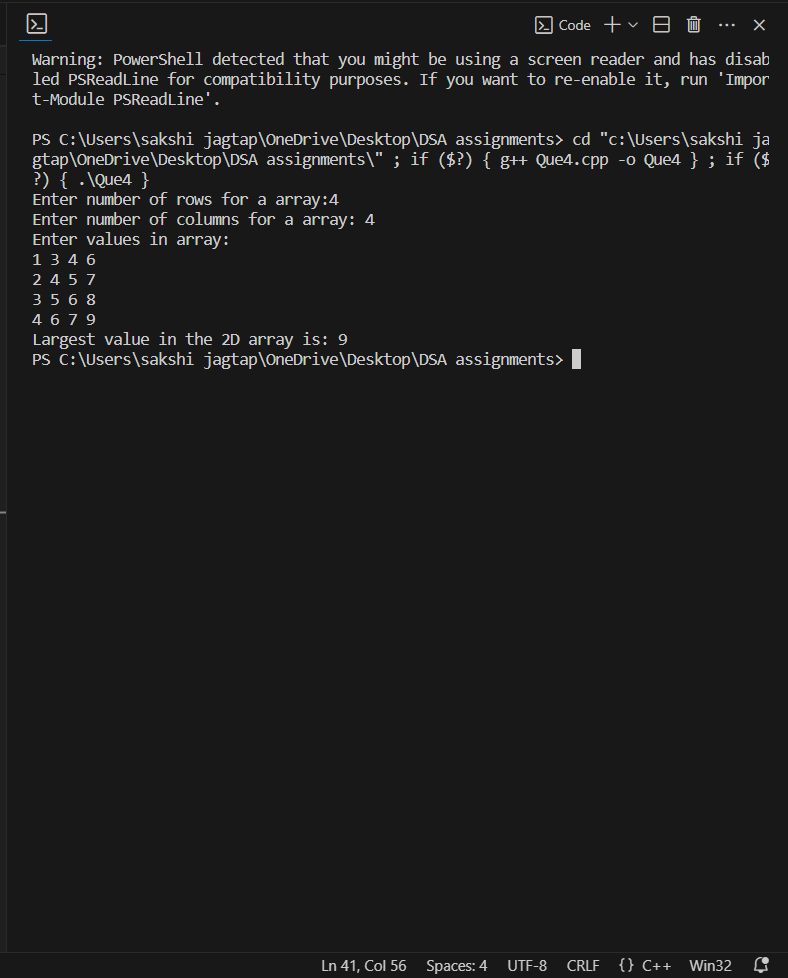 Code
Warning: PowerShell detected that you might be using a screen reader and has disab
led PSReadLine for compatibility purposes. If you want to re-enable it, run 'Impor
t-Module PSReadLine'.
PS C:\Users\sakshi jagtap\OneDrive\Desktop\DSA assignments> cd "c:\Users\sakshi ja
gtap\OneDrive\Desktop\DSA assignments\" ; if ($?) { g++ Que4.cpp -o Que4 } ; if ($
?) { .\Que4 }
Enter number of rows for a array:4
Enter number of columns for a array: 4
Enter values in array:
1 3 4 6
2 4 5 7
3 5 6 8
4 6 7 9
Largest value in the 2D array is: 9
PS C:\Users\sakshi jagtap\OneDrive\Desktop\DSA assignments>
Ln 41, Col 56 Spaces: 4 UTF-8 CRLF {} C++ Win32